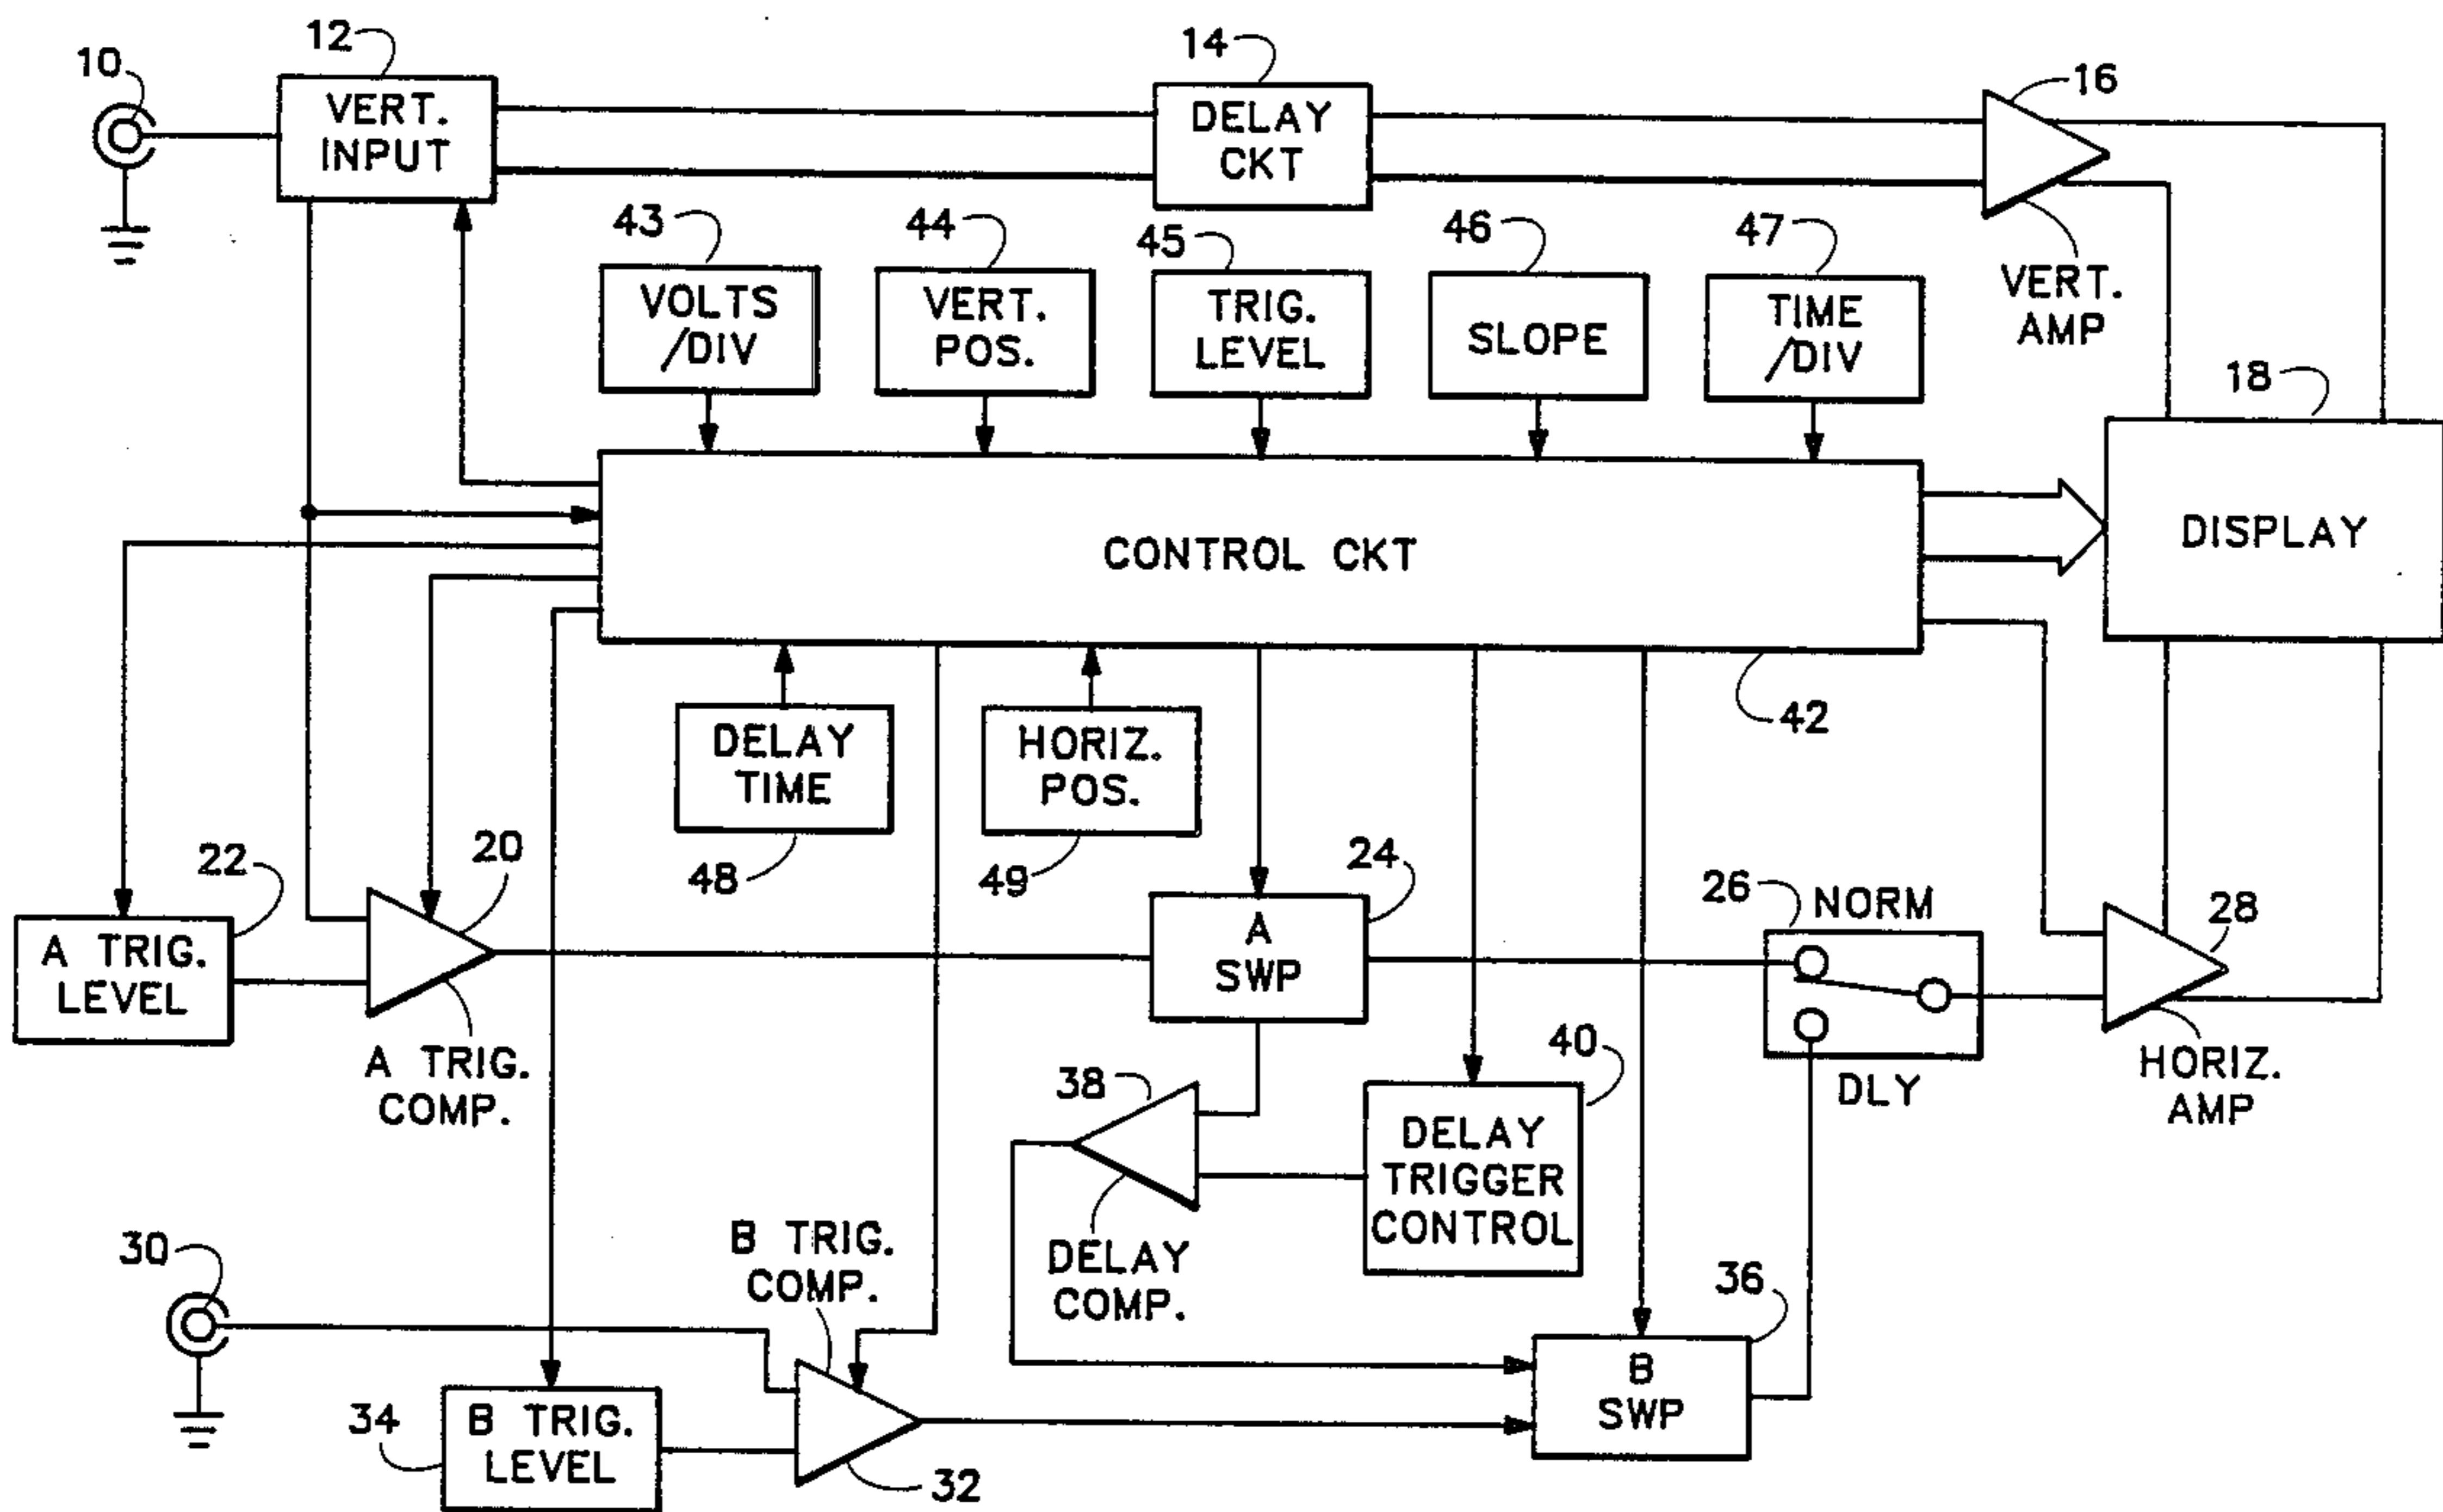 10
12
VERT.
INPUT
14
DELAY
CKT
16
VERT.
AMP
43
VOLTS
/DIV
44
VERT.
POS.
45
TRIG.
LEVEL
46
SLOPE
47
TIME
/DIV
18
DISPLAY
CONTROL CKT
42
DELAY
TIME
48
HORIZ.
POS.
49
22
A TRIG.
LEVEL
20
A TRIG.
COMP.
24
A
SWP
26
NORM
DLY
28
HORIZ.
AMP
38
DELAY
COMP.
40
DELAY
TRIGGER
CONTROL
30
B TRIG.
COMP.
34
B TRIG.
LEVEL
32
36
B
SWP